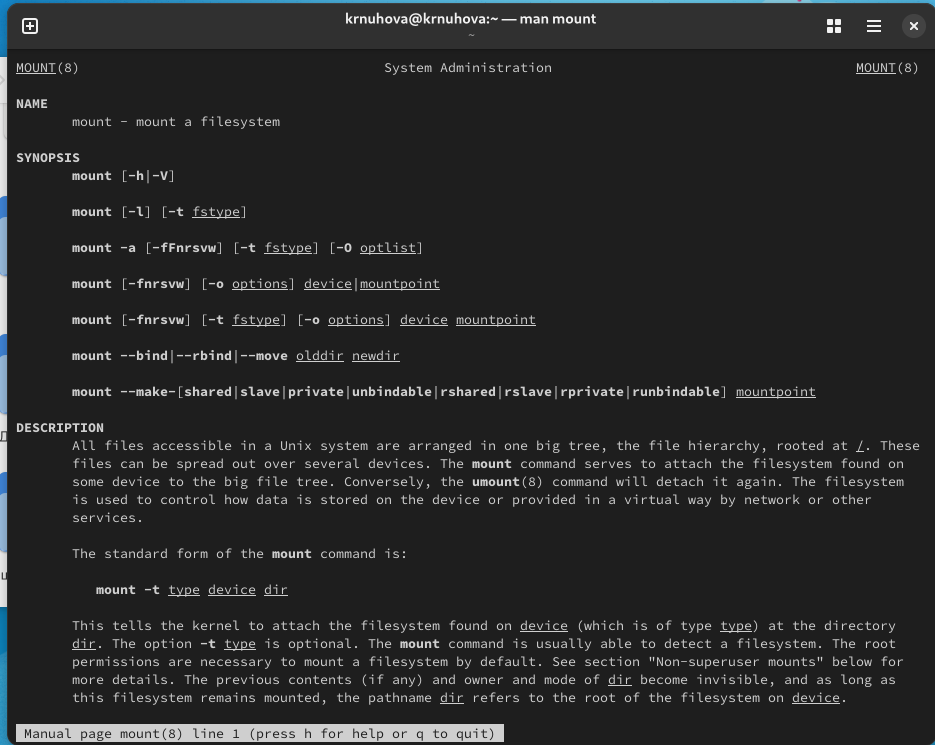 krnuhova@krnuhova:~ — man mount
~
MOUNT(8) System Administration MOUNT(8)
NAME
mount - mount a filesystem
SYNOPSIS
mount [-h|-V]
mount [-l] [-t fstype]
mount -a [-fFnrsvw] [-t fstype] [-O optlist]
mount [-fnrsvw] [-o options] device|mountpoint
mount [-fnrsvw] [-t fstype] [-o options] device mountpoint
mount --bind|--rbind|--move olddir newdir
mount --make-[shared|slave|private|unbindable|rshared|rslave|rprivate|runbindable] mountpoint
DESCRIPTION
All files accessible in a Unix system are arranged in one big tree, the file hierarchy, rooted at /. These
files can be spread out over several devices. The mount command serves to attach the filesystem found on
some device to the big file tree. Conversely, the umount(8) command will detach it again. The filesystem
is used to control how data is stored on the device or provided in a virtual way by network or other
services.
The standard form of the mount command is:
mount -t type device dir
This tells the kernel to attach the filesystem found on device (which is of type type) at the directory
dir. The option -t type is optional. The mount command is usually able to detect a filesystem. The root
permissions are necessary to mount a filesystem by default. See section "Non-superuser mounts" below for
more details. The previous contents (if any) and owner and mode of dir become invisible, and as long as
this filesystem remains mounted, the pathname dir refers to the root of the filesystem on device.
Manual page mount(8) line 1 (press h for help or q to quit)